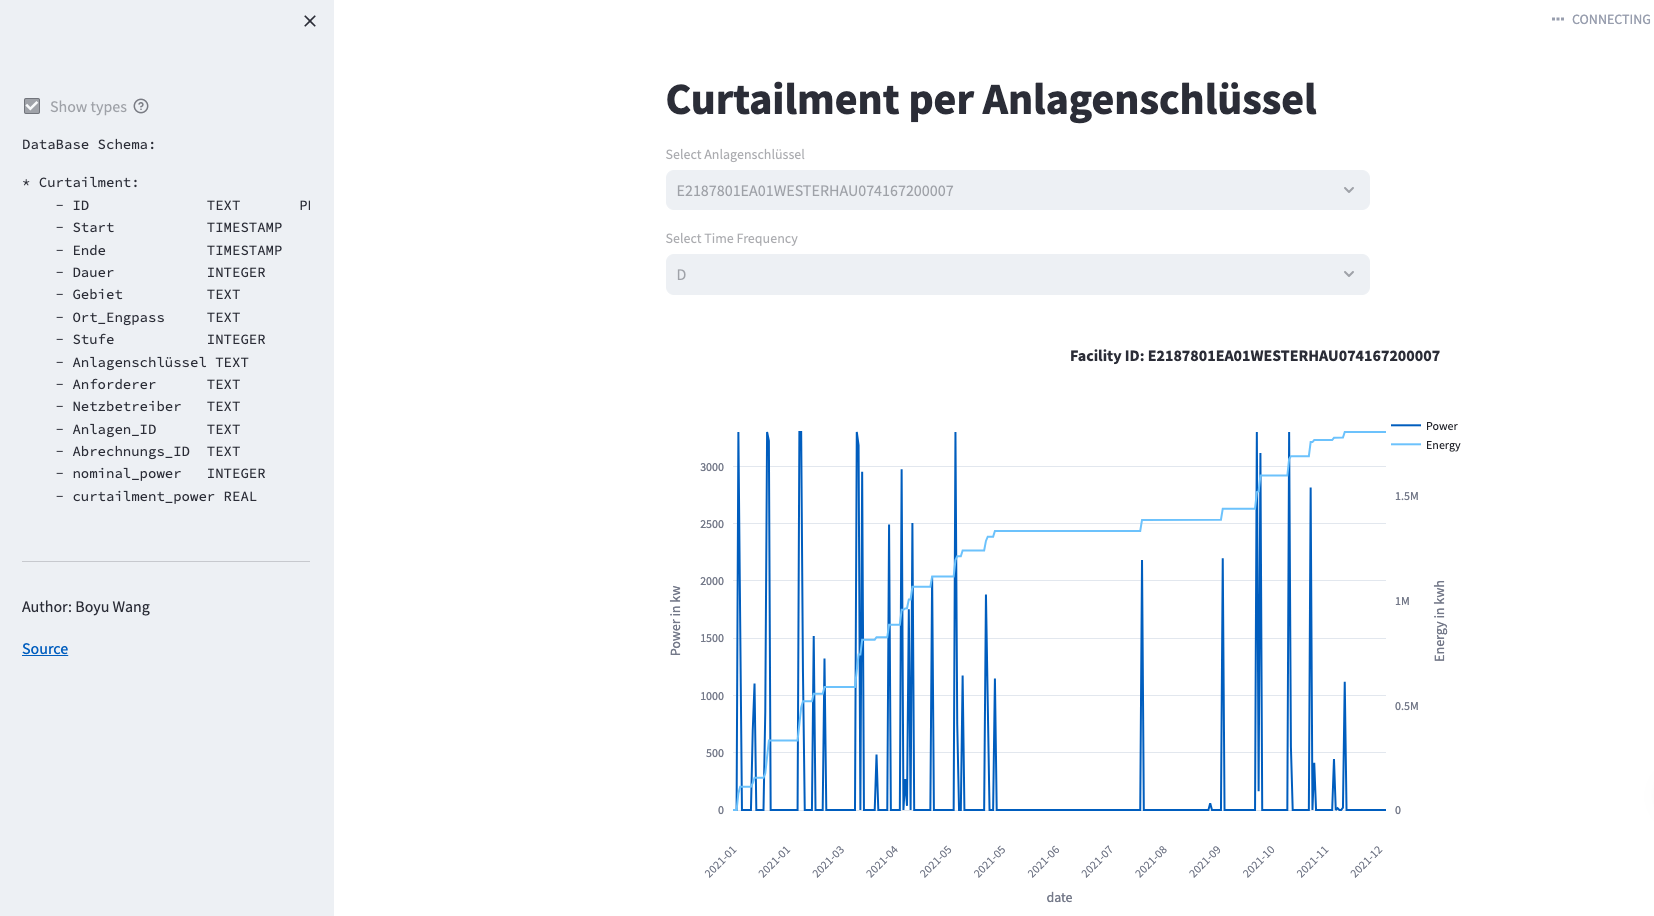 CONNECTING
Show types
DataBase Schema:
* Curtailment:
- ID TEXT
- Start TIMESTAMP
- Ende TIMESTAMP
- Dauer INTEGER
- Gebiet TEXT
- Ort_Engpass TEXT
- Stufe INTEGER
- Anlagenschlüssel TEXT
- Anforderer TEXT
- Netzbetreiber TEXT
- Anlagen_ID TEXT
- Abrechnungs_ID TEXT
- nominal_power INTEGER
- curtailment_power REAL
Author: Boyu Wang
Source
Curtailment per Anlagenschlüssel
Select Anlagenschlüssel
E2187801EA01WESTERHAU074167200007
Select Time Frequency
D
Facility ID: E2187801EA01WESTERHAU074167200007
Power
Energy
3000
2500
2000
1500
1000
500
0
Power in kw
1.5M
1M
0.5M
0
Energy in kwh
2021-01
2021-01
2021-03
2021-04
2021-05
2021-05
2021-06
2021-07
2021-08
2021-09
2021-10
2021-11
2021-12
date